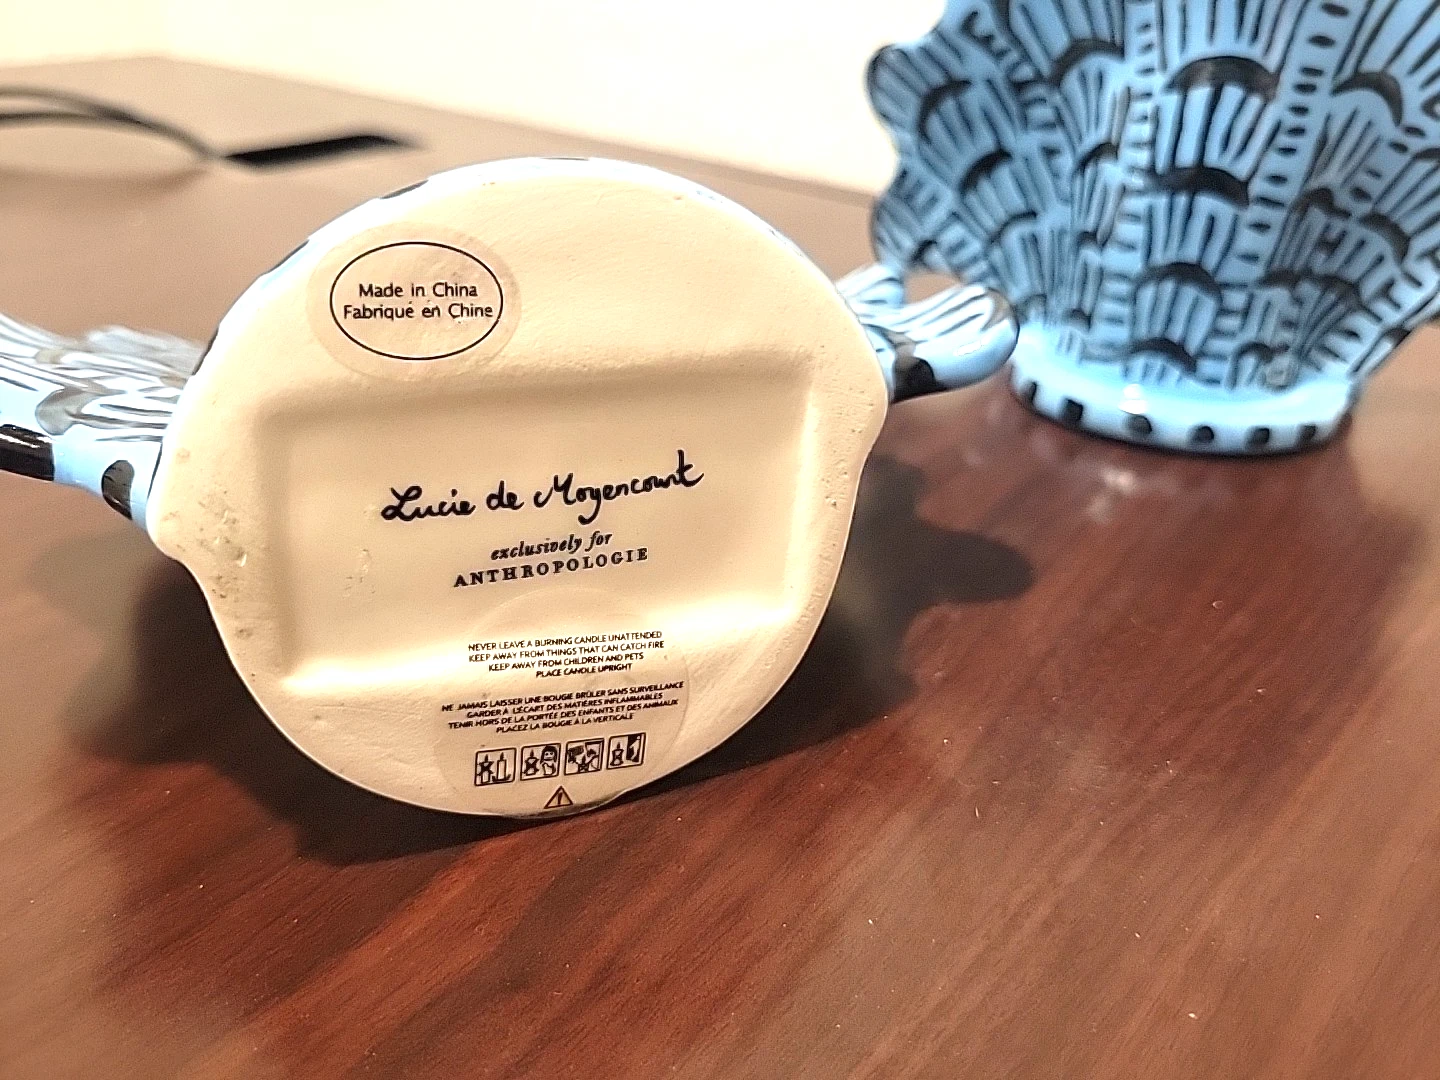 Made in China
Fabriqué en Chine
Lucie de Moyencourt
exclusively for
ANTHROPOLOGIE
NEVER LEAVE A BURNING CANDLE UNATTENDED
KEEP AWAY FROM THINGS THAT CAN CATCH FIRE
KEEP AWAY FROM CHILDREN AND PETS
PLACE CANDLE UPRIGHT
NE JAMAIS LAISSER UNE BOUGIE BRÛLER SANS SURVEILLANCE
GARDER À L'ÉCART DES MATIÈRES INFLAMMABLES
TENIR HORS DE LA PORTÉE DES ENFANTS ET DES ANIMAUX
PLACEZ LA BOUGIE À LA VERTICALE